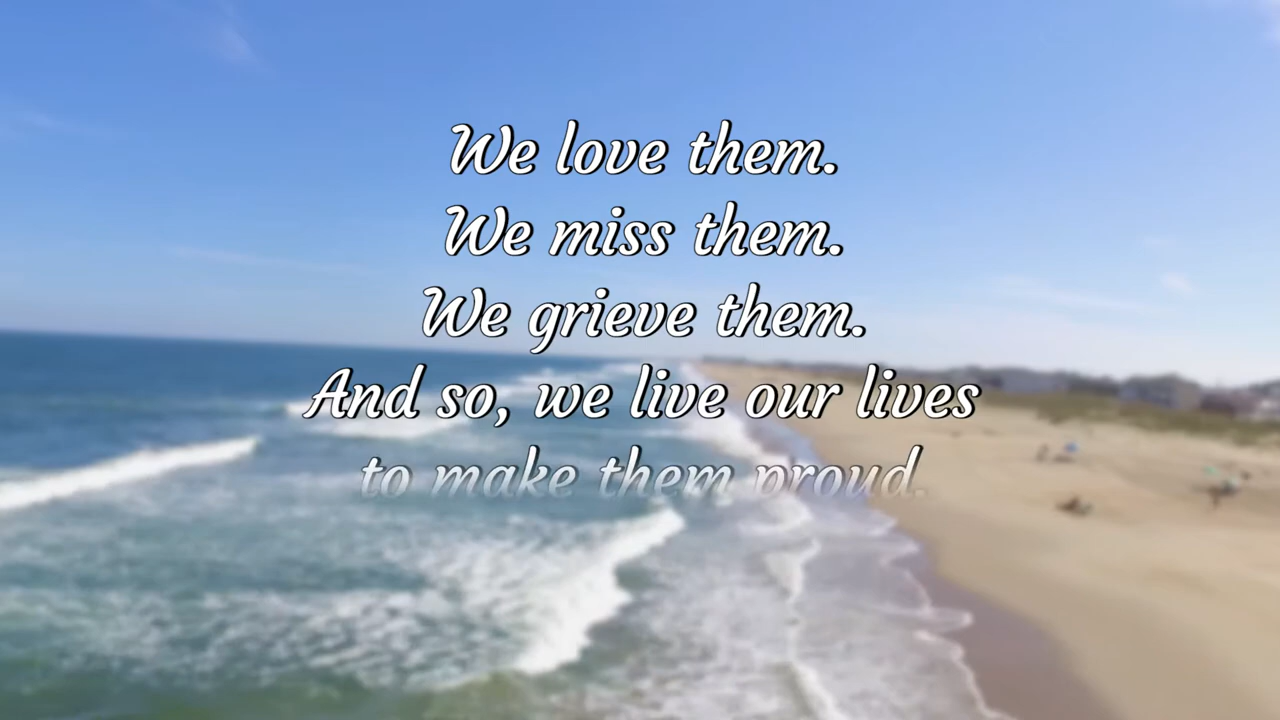 We love them.
We miss them.
We grieve them.
And so, we live our lives
to make them proud.